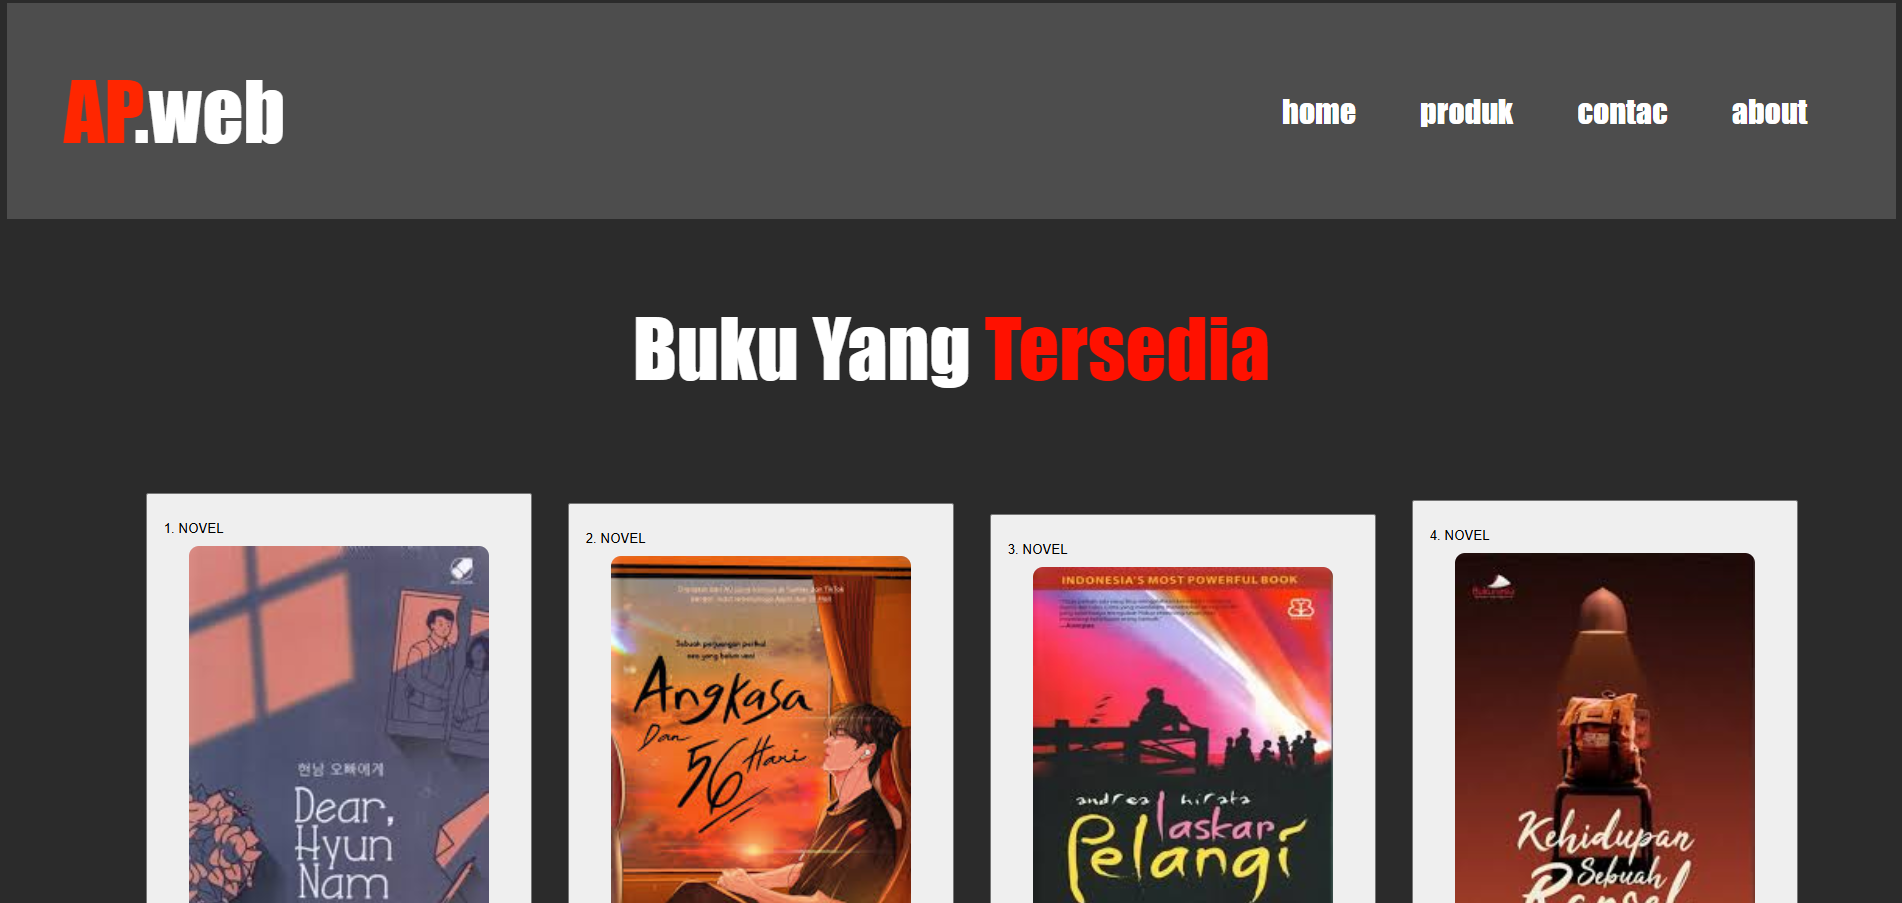 AP.web
home produk contac about
Buku Yang Tersedia
1. NOVEL
현남 오빠에게
Dear,
Hyun
Nam
2. NOVEL
Sebuah perjuangan perihal
asa yang belum usai
Angkasa
Dan
56 Hari
3. NOVEL
INDONESIA'S MOST POWERFUL BOOK
andrea hirata
laskar
Pelangi
4. NOVEL
Kehidupan
Sebuah
Ransel